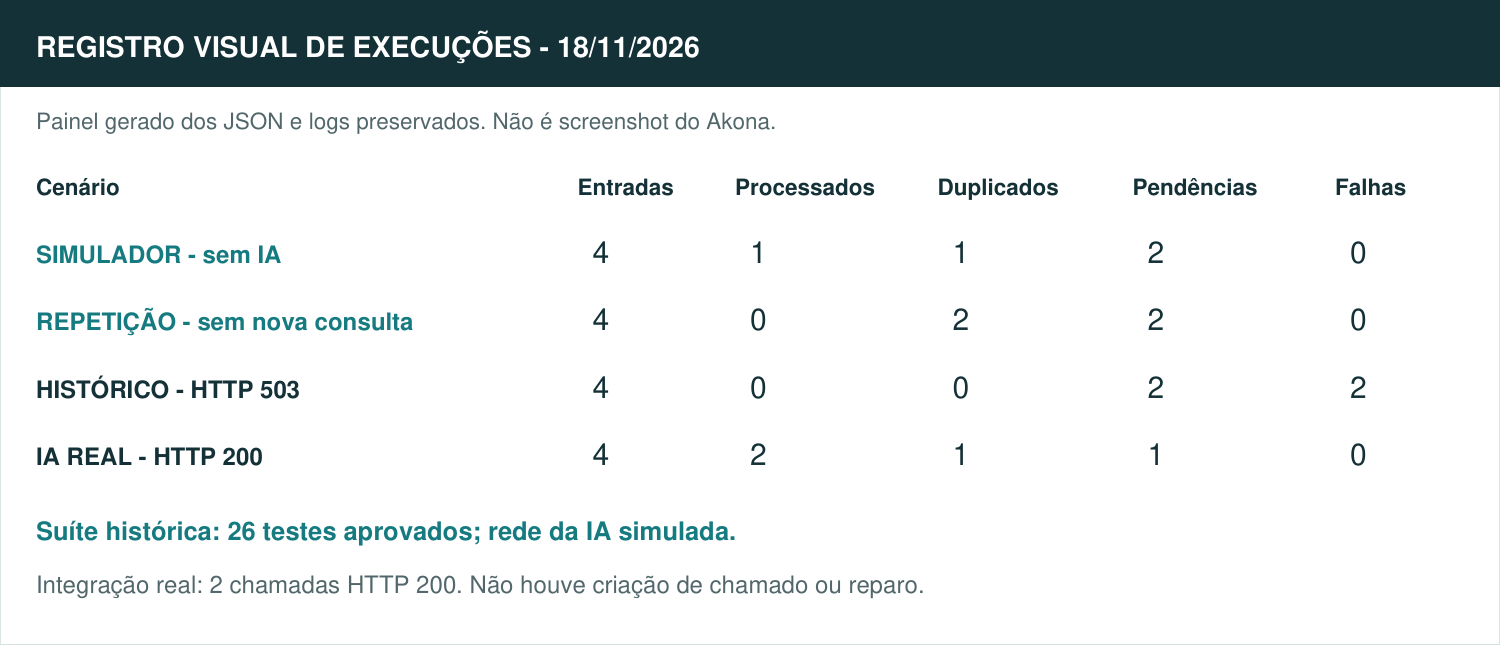 REGISTRO VISUAL DE EXECUÇÕES - 18/11/2026
Painel gerado dos JSON e logs preservados. Não é screenshot do Akona.
Cenário Entradas Processados Duplicados Pendências Falhas
SIMULADOR - sem IA 4 1 1 2 0
REPETIÇÃO - sem nova consulta 4 0 2 2 0
HISTÓRICO - HTTP 503 4 0 0 2 2
IA REAL - HTTP 200 4 2 1 1 0
Suíte histórica: 26 testes aprovados; rede da IA simulada.
Integração real: 2 chamadas HTTP 200. Não houve criação de chamado ou reparo.